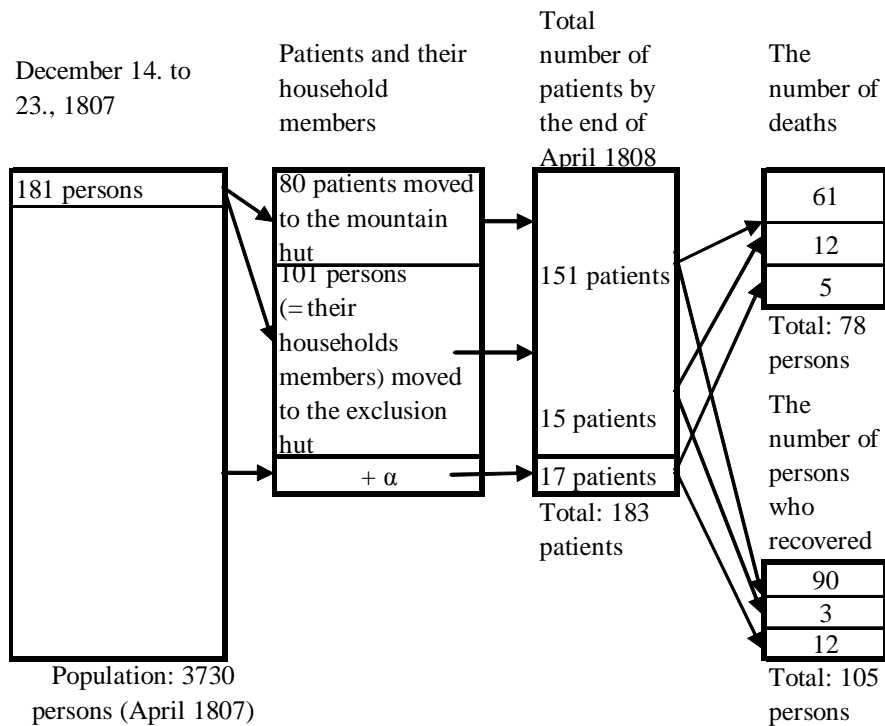 December 14. to
23., 1807
Patients and their
household
members
Total
number of
patients by
the end of
April 1808
The
number of
deaths
181 persons
80 patients moved
to the mountain
hut
101 persons
(=their
households
members) moved
to the exclusion
hut
+ α
151 patients
15 patients
17 patients
Total: 183
patients
61
12
5
Total: 78
persons
The
number of
persons
who
recovered
90
3
12
Total: 105
persons
Population: 3730
persons (April 1807)